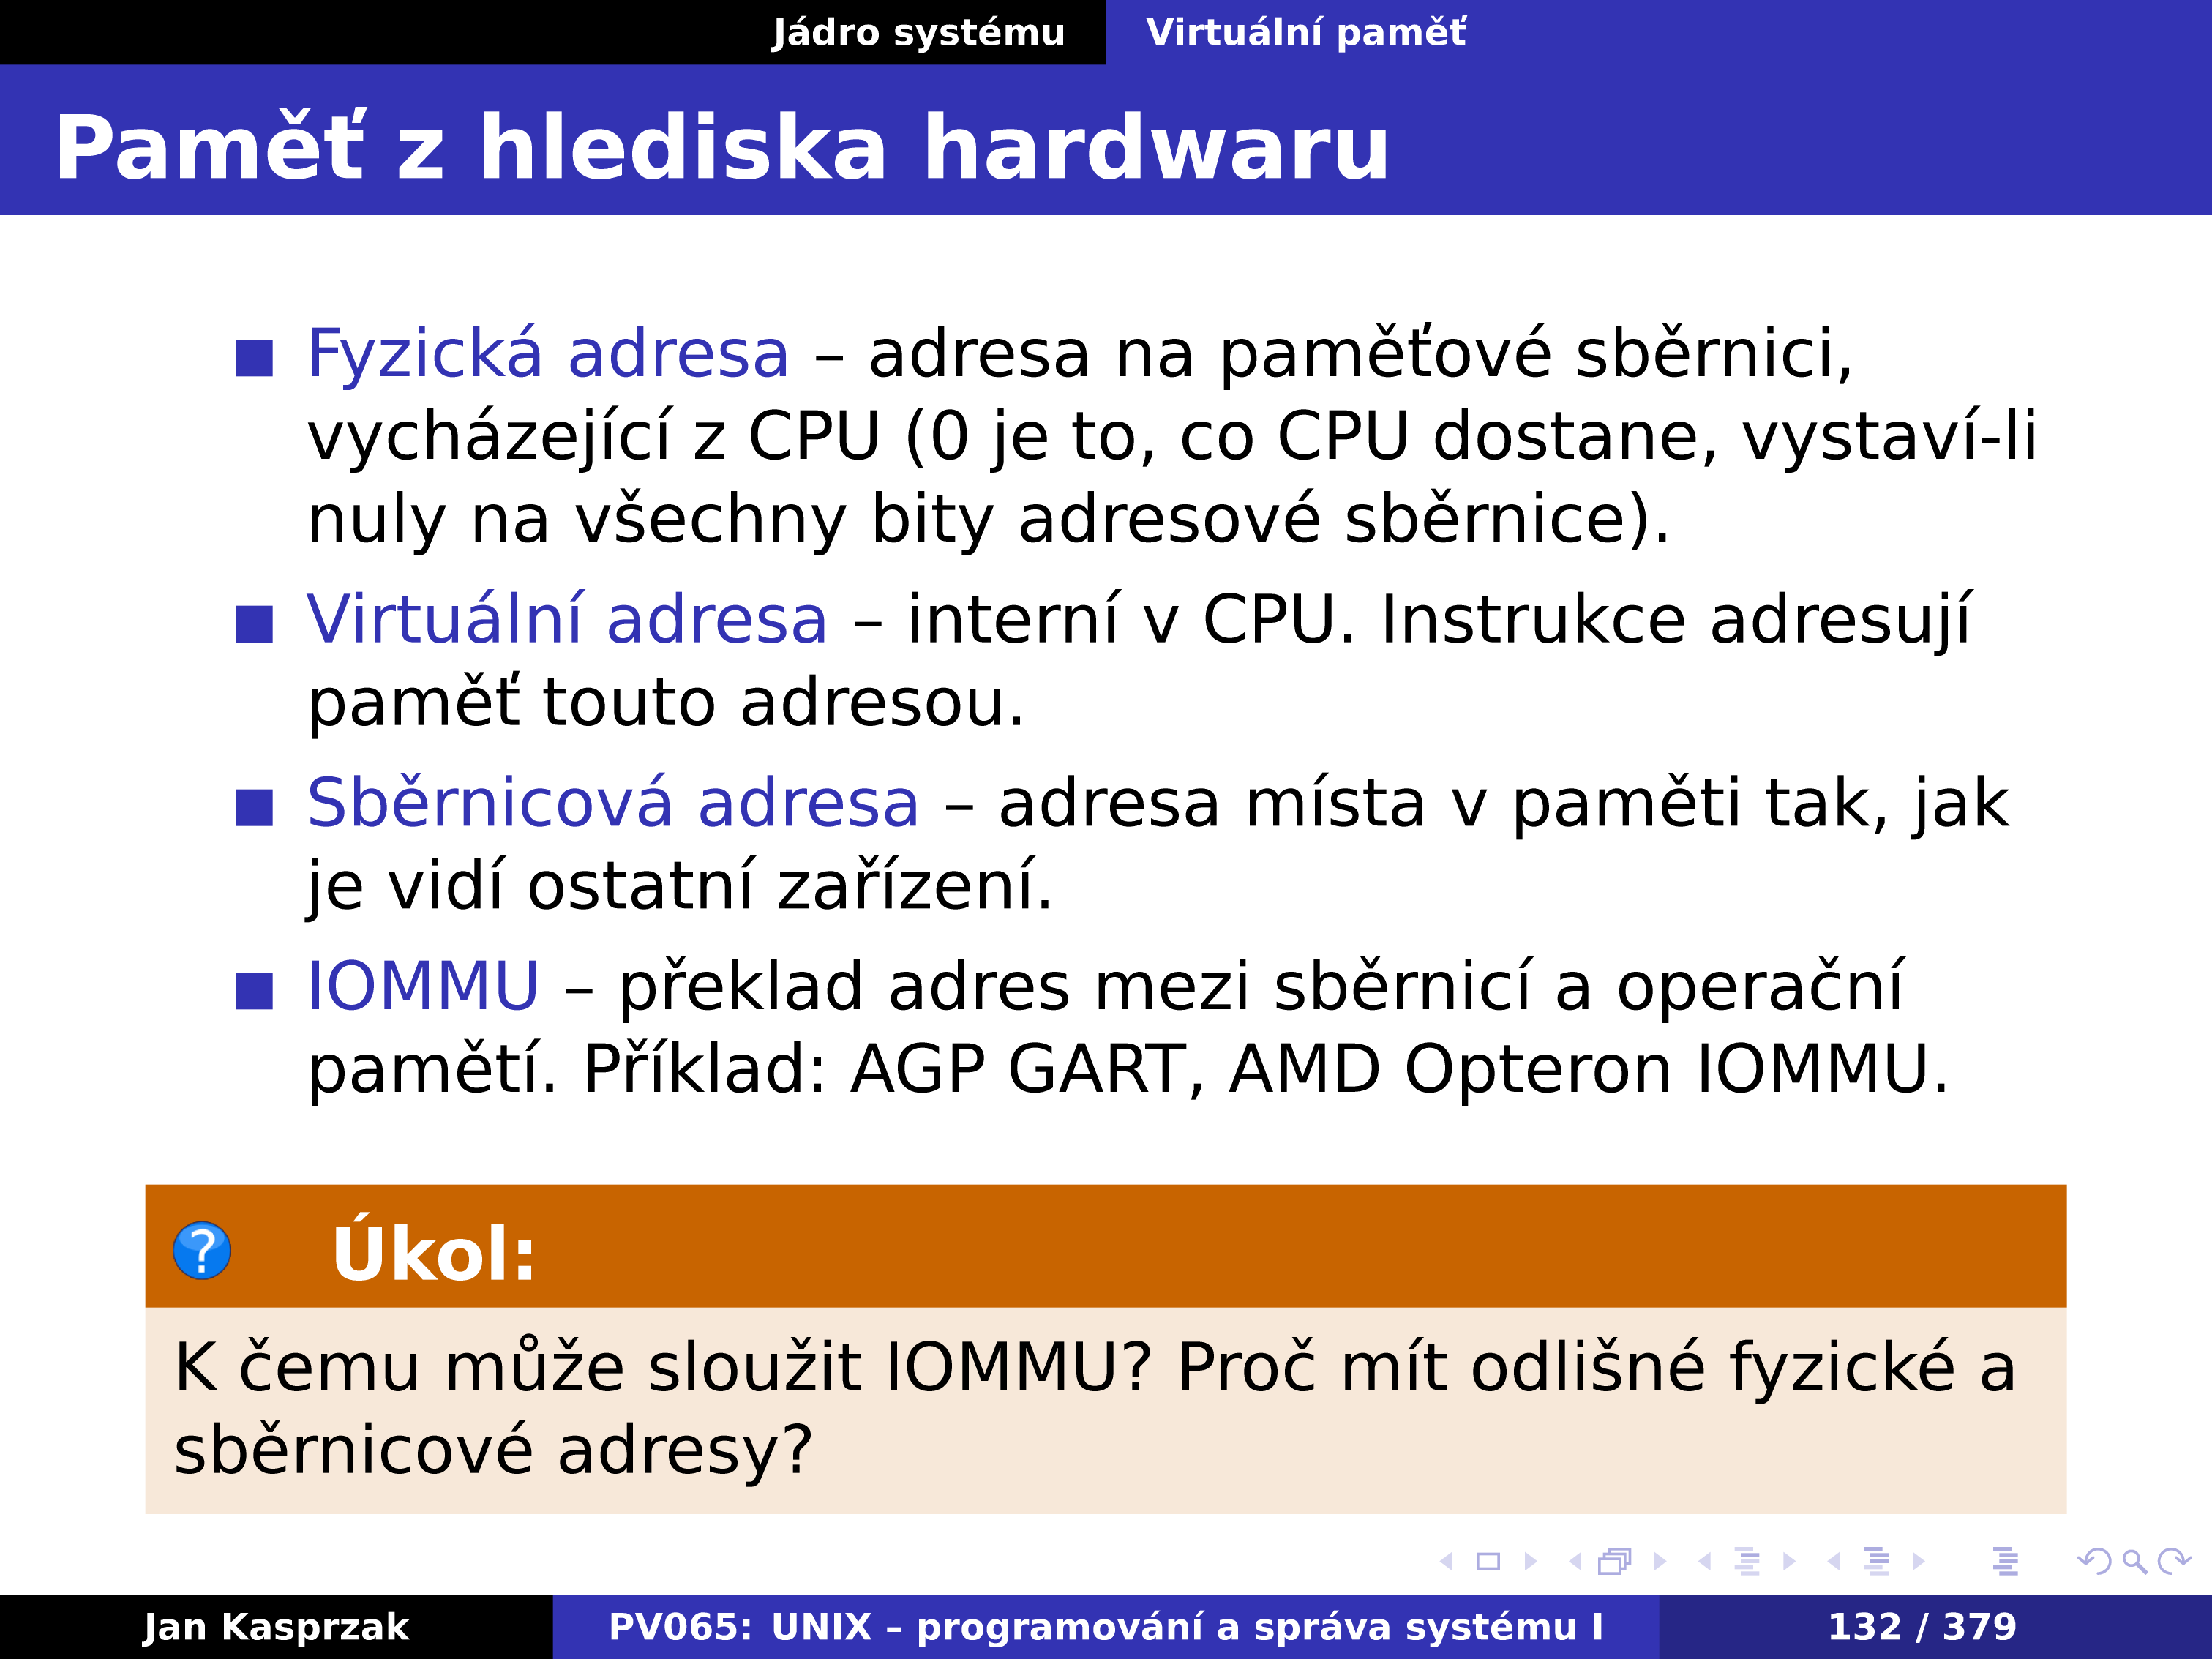 Jádro systému Virtuální paměť
Paměť z hlediska hardwaru
Fyzická adresa – adresa na paměťové sběrnici,
vycházející z CPU (0 je to, co CPU dostane, vystaví-li
nuly na všechny bity adresové sběrnice).
Virtuální adresa – interní v CPU. Instrukce adresují
paměť touto adresou.
Sběrnicová adresa – adresa místa v paměti tak, jak
je vidí ostatní zařízení.
IOMMU – překlad adres mezi sběrnicí a operační
pamětí. Příklad: AGP GART, AMD Opteron IOMMU.
? Úkol:
K čemu může sloužit IOMMU? Proč mít odlišné fyzické a
sběrnicové adresy?
Jan Kasprzak PV065: UNIX – programování a správa systému I 132 / 379